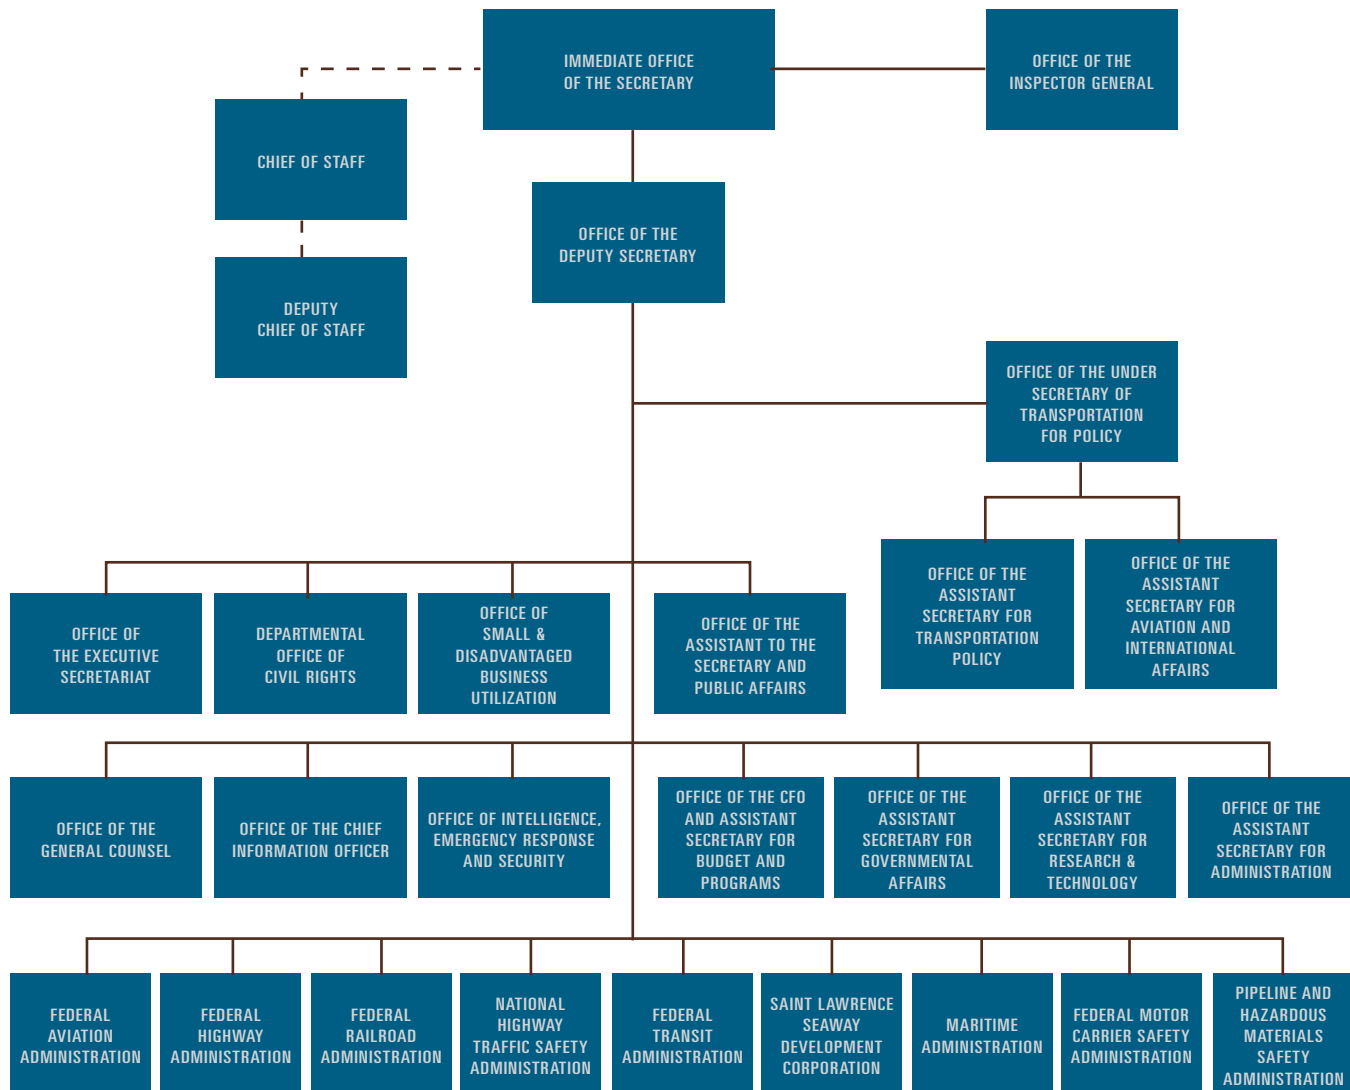 IMMEDIATE OFFICE
OF THE SECRETARY
OFFICE OF THE
INSPECTOR GENERAL
CHIEF OF STAFF
OFFICE OF THE
DEPUTY SECRETARY
DEPUTY
CHIEF OF STAFF
OFFICE OF THE UNDER
SECRETARY OF
TRANSPORTATION
FOR POLICY
OFFICE OF THE
ASSISTANT
SECRETARY FOR
TRANSPORTATION
POLICY
OFFICE OF THE
ASSISTANT
SECRETARY FOR
AVIATION AND
INTERNATIONAL
AFFAIRS
OFFICE OF
THE EXECUTIVE
SECRETARIAT
DEPARTMENTAL
OFFICE OF
CIVIL RIGHTS
OFFICE OF
SMALL &
DISADVANTAGED
BUSINESS
UTILIZATION
OFFICE OF THE
ASSISTANT TO THE
SECRETARY AND
PUBLIC AFFAIRS
OFFICE OF THE
GENERAL COUNSEL
OFFICE OF THE CHIEF
INFORMATION OFFICER
OFFICE OF INTELLIGENCE,
EMERGENCY RESPONSE
AND SECURITY
OFFICE OF THE CFO
AND ASSISTANT
SECRETARY FOR
BUDGET AND
PROGRAMS
OFFICE OF THE
ASSISTANT
SECRETARY FOR
GOVERNMENTAL
AFFAIRS
OFFICE OF THE
ASSISTANT
SECRETARY FOR
RESEARCH &
TECHNOLOGY
OFFICE OF THE
ASSISTANT
SECRETARY FOR
ADMINISTRATION
FEDERAL
AVIATION
ADMINISTRATION
FEDERAL
HIGHWAY
ADMINISTRATION
FEDERAL
RAILROAD
ADMINISTRATION
NATIONAL
HIGHWAY
TRAFFIC SAFETY
ADMINISTRATION
FEDERAL
TRANSIT
ADMINISTRATION
SAINT LAWRENCE
SEAWAY
DEVELOPMENT
CORPORATION
MARITIME
ADMINISTRATION
FEDERAL MOTOR
CARRIER SAFETY
ADMINISTRATION
PIPELINE AND
HAZARDOUS
MATERIALS
SAFETY
ADMINISTRATION